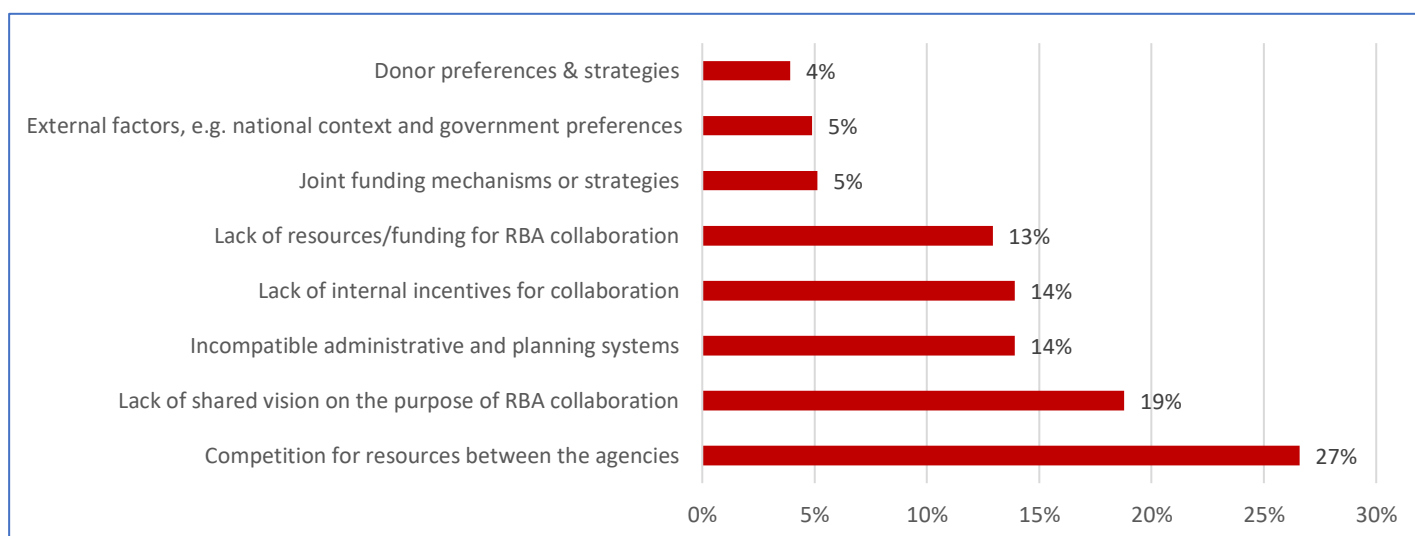 Donor preferences & strategies 4%
External factors, e.g. national context and government preferences 5%
Joint funding mechanisms or strategies 5%
Lack of resources/funding for RBA collaboration 13%
Lack of internal incentives for collaboration 14%
Incompatible administrative and planning systems 14%
Lack of shared vision on the purpose of RBA collaboration 19%
Competition for resources between the agencies 27%
0% 5% 10% 15% 20% 25% 30%